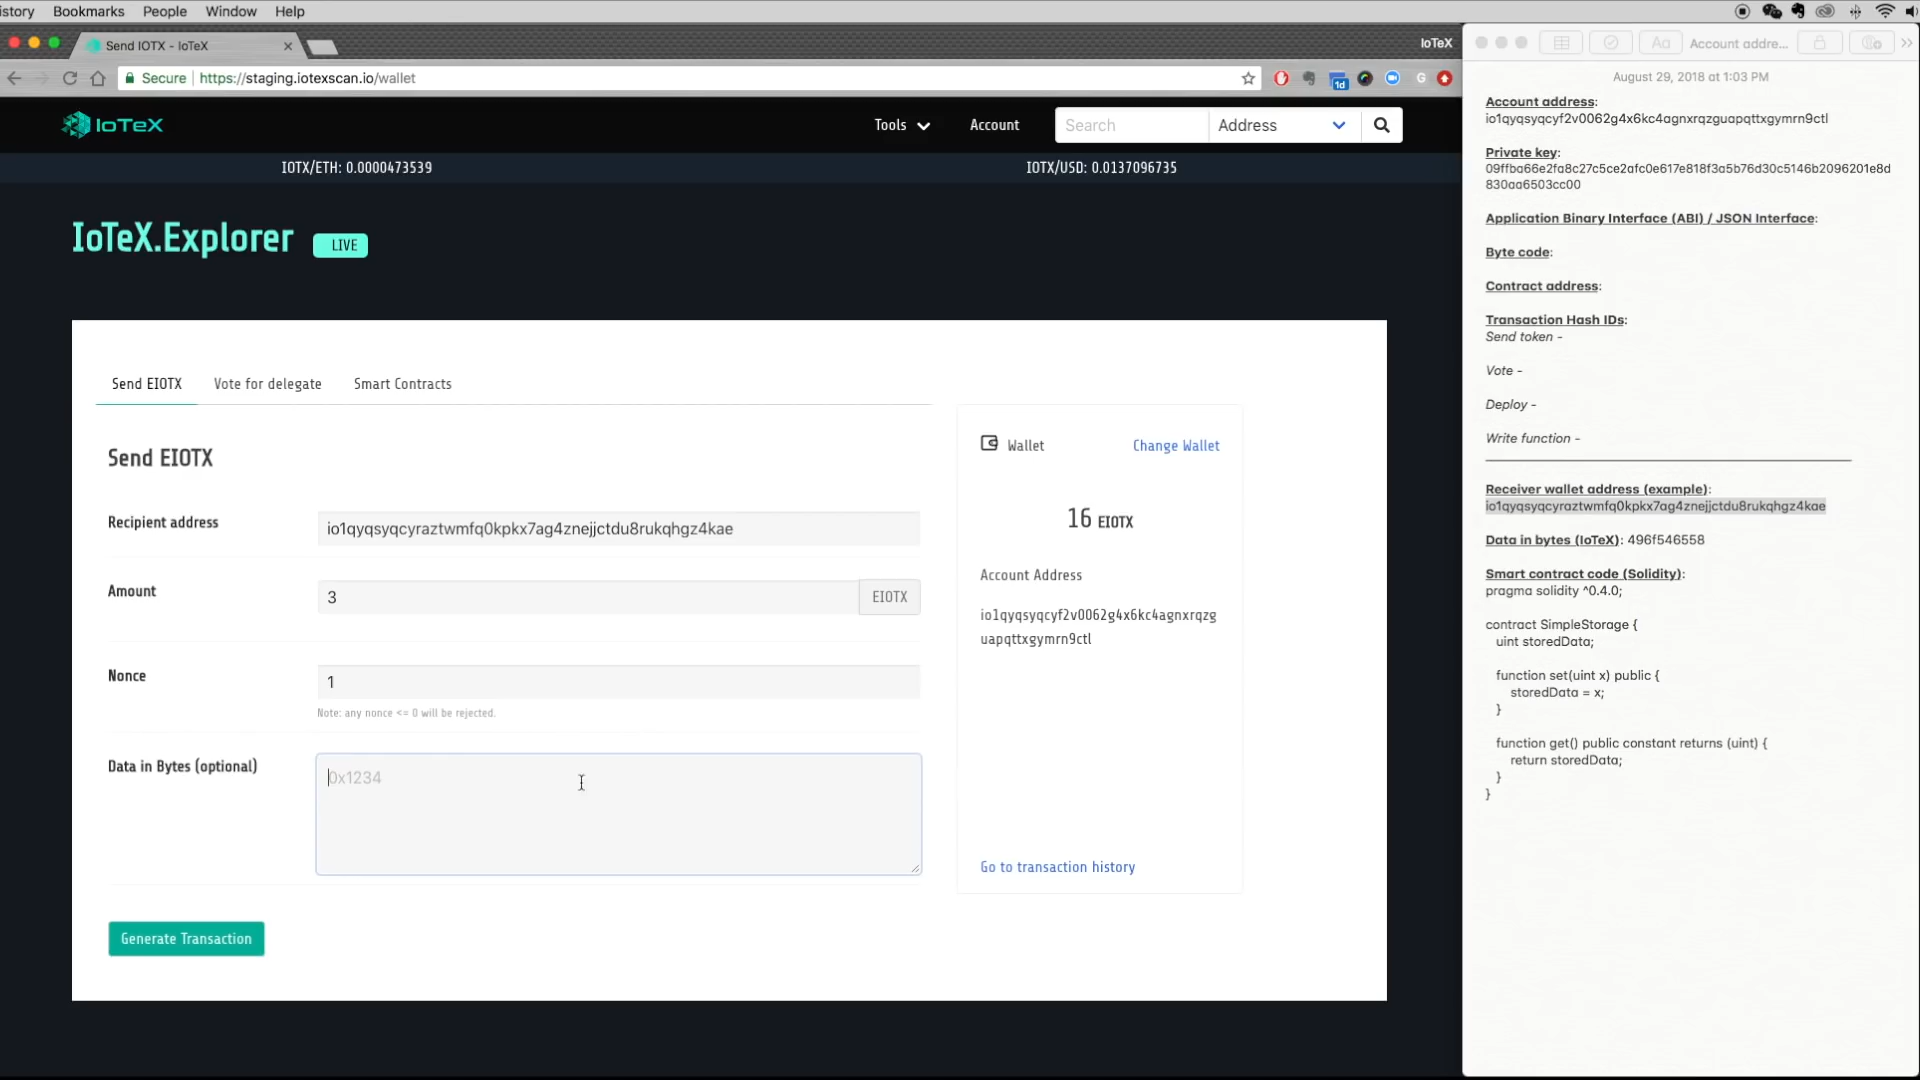 istory Bookmarks People Window Help
Send IOTX - IoTeX
IoTeX
Secure https://staging.iotexscan.io/wallet
1d
G
IoTeX
Tools
Account
Search
Address
IOTX/ETH: 0.0000473539
IOTX/USD: 0.0137096735
IoTeX.Explorer
LIVE
Send EIOTX
Vote for delegate
Smart Contracts
Send EIOTX
Recipient address
io1qyqsyqcyraztwmfq0kpkx7ag4znejjctdu8rukqhgz4kae
Amount
3
EIOTX
Nonce
1
Note: any nonce <= 0 will be rejected.
Data in Bytes (optional)
0x1234
Generate Transaction
Wallet
Change Wallet
16 EIOTX
Account Address
io1qyqsyqcyf2v0062g4x6kc4agnxrqzg
uapqttxgymrn9ctl
Go to transaction history
Aa
Account addre...
August 29, 2018 at 1:03 PM
Account address:
io1qyqsyqcyf2v0062g4x6kc4agnxrqzguapqttxgymrn9ctl
Private key:
09ffba66e2fa8c27c5ce2afc0e617e818f3a5b76d30c5146b2096201e8d
830aa6503cc00
Application Binary Interface (ABI) / JSON Interface:
Byte code:
Contract address:
Transaction Hash IDs:
Send token -
Vote -
Deploy -
Write function -
Receiver wallet address (example):
io1qyqsyqcyraztwmfq0kpkx7ag4znejjctdu8rukqhgz4kae
Data in bytes (IoTeX): 496f546558
Smart contract code (Solidity):
pragma solidity ^0.4.0;
contract SimpleStorage {
uint storedData;
function set(uint x) public {
storedData = x;
}
function get() public constant returns (uint) {
return storedData;
}
}